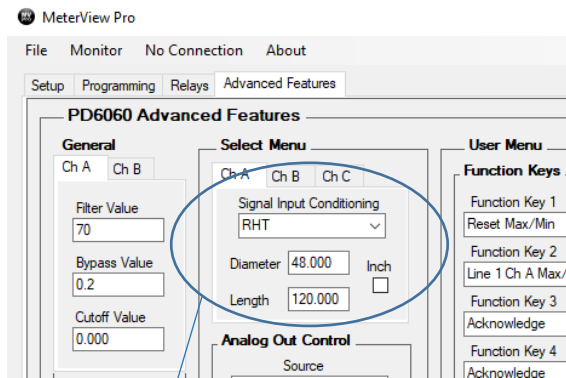 MeterView Pro
File Monitor No Connection About
Setup Programming Relays Advanced Features
PD6060 Advanced Features
General
Ch A Ch B
Filter Value
70
Bypass Value
0.2
Cutoff Value
0.000
Select Menu
Ch A Ch B Ch C
Signal Input Conditioning
RHT
Diameter 48.000 Inch
Length 120.000
Analog Out Control
Source
User Menu
Function Keys
Function Key 1
Reset Max/Min
Function Key 2
Line 1 Ch A Max/
Function Key 3
Acknowledge
Function Key 4
Acknowledge